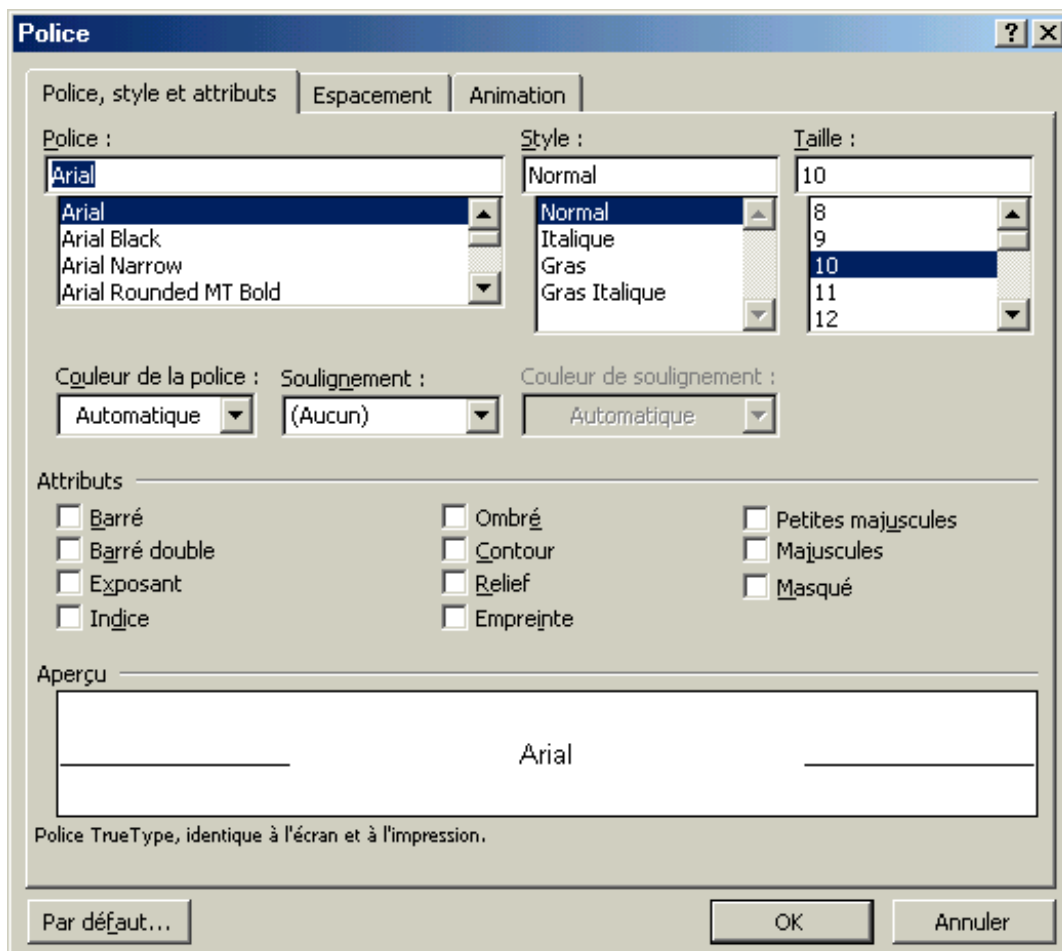 Police
Police, style et attributs Espacement Animation
Police : Style : Taille :
Arial Normal 10
Arial Normal 8
Arial Black Italique 9
Arial Narrow Gras 10
Arial Rounded MT Bold Gras Italique 11
12
Couleur de la police : Soulignement : Couleur de soulignement :
Automatique (Aucun) Automatique
Attributs
Barré Ombré Petites majuscules
Barré double Contour Majuscules
Exposant Relief Masqué
Indice Empreinte
Aperçu
Arial
Police TrueType, identique à l'écran et à l'impression.
Par défaut... OK Annuler